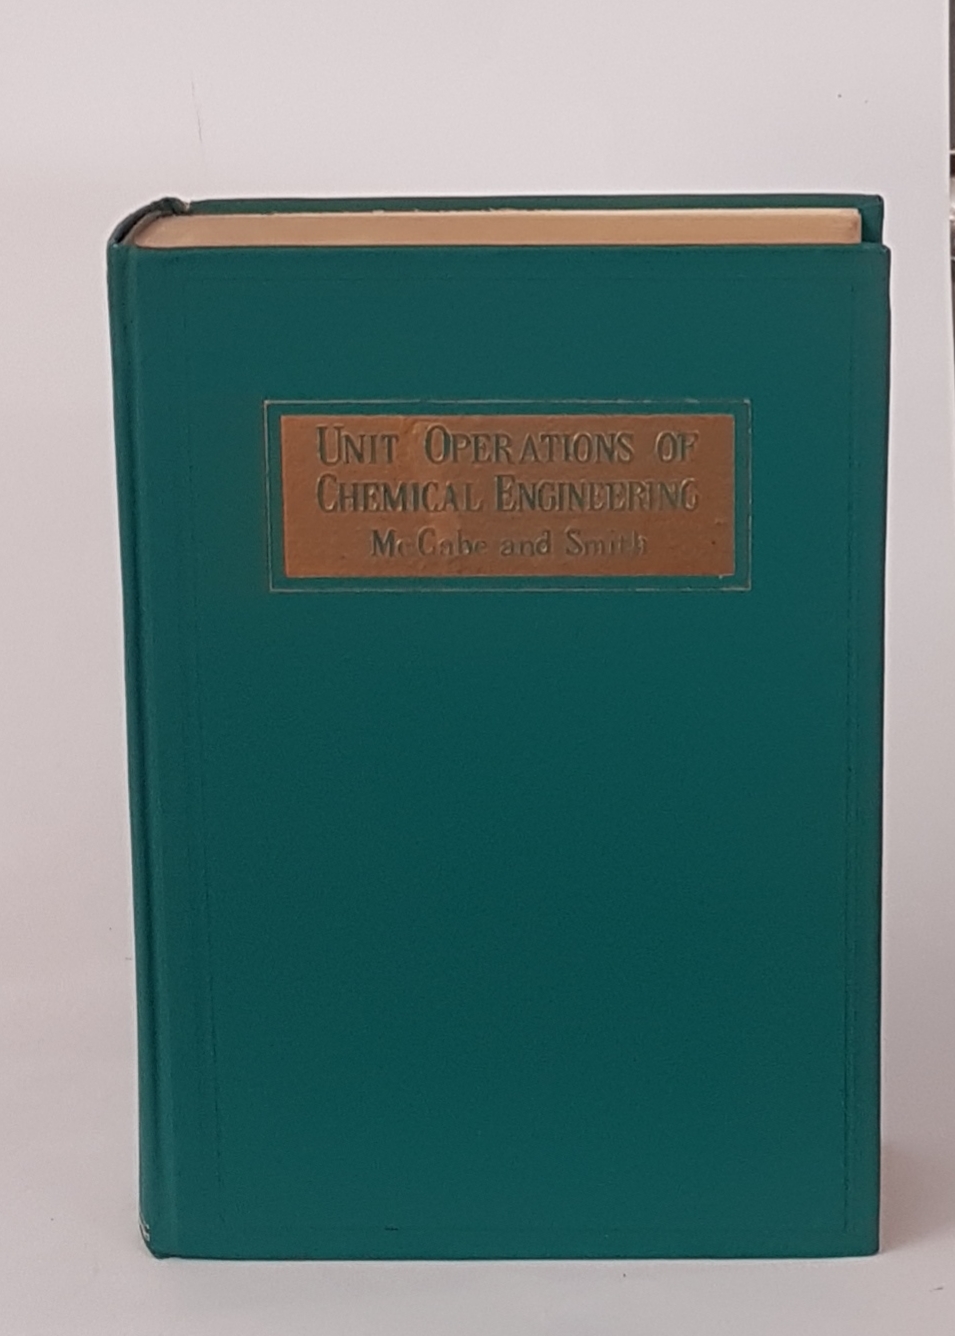 UNIT OPERATIONS OF
CHEMICAL ENGINEERING
McCabe and Smith